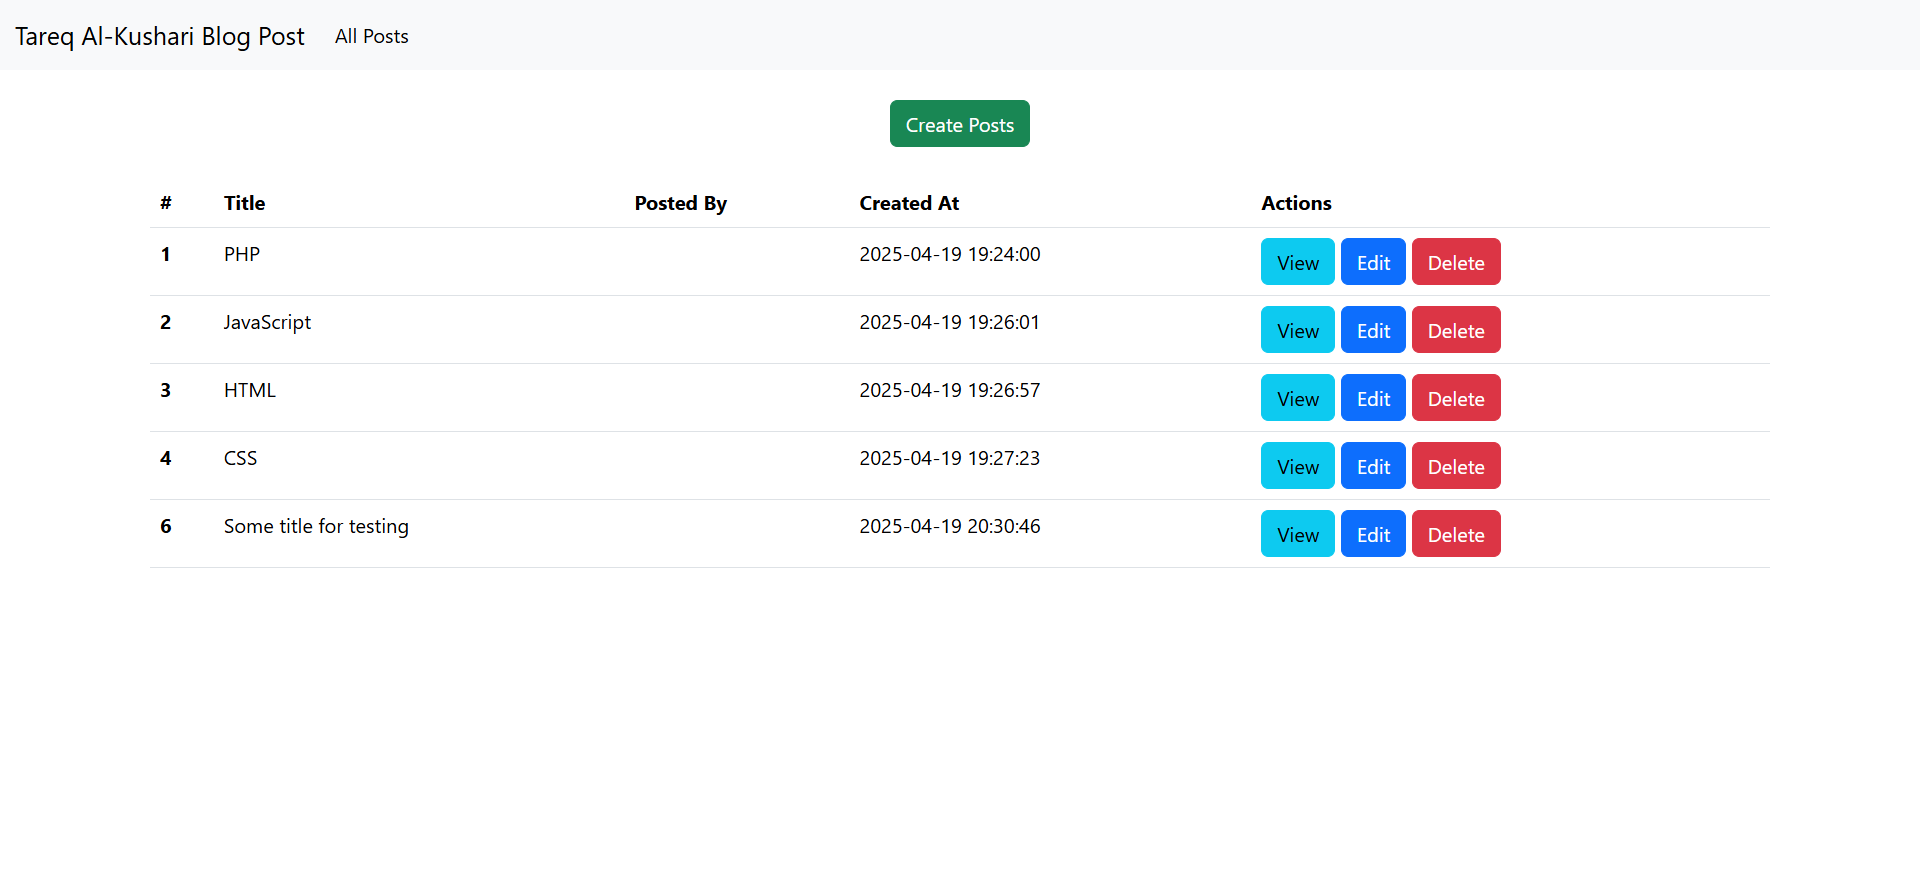 Tareq Al-Kushari Blog Post All Posts
Create Posts
# Title Posted By Created At Actions
1 PHP 2025-04-19 19:24:00 View Edit Delete
2 JavaScript 2025-04-19 19:26:01 View Edit Delete
3 HTML 2025-04-19 19:26:57 View Edit Delete
4 CSS 2025-04-19 19:27:23 View Edit Delete
6 Some title for testing 2025-04-19 20:30:46 View Edit Delete